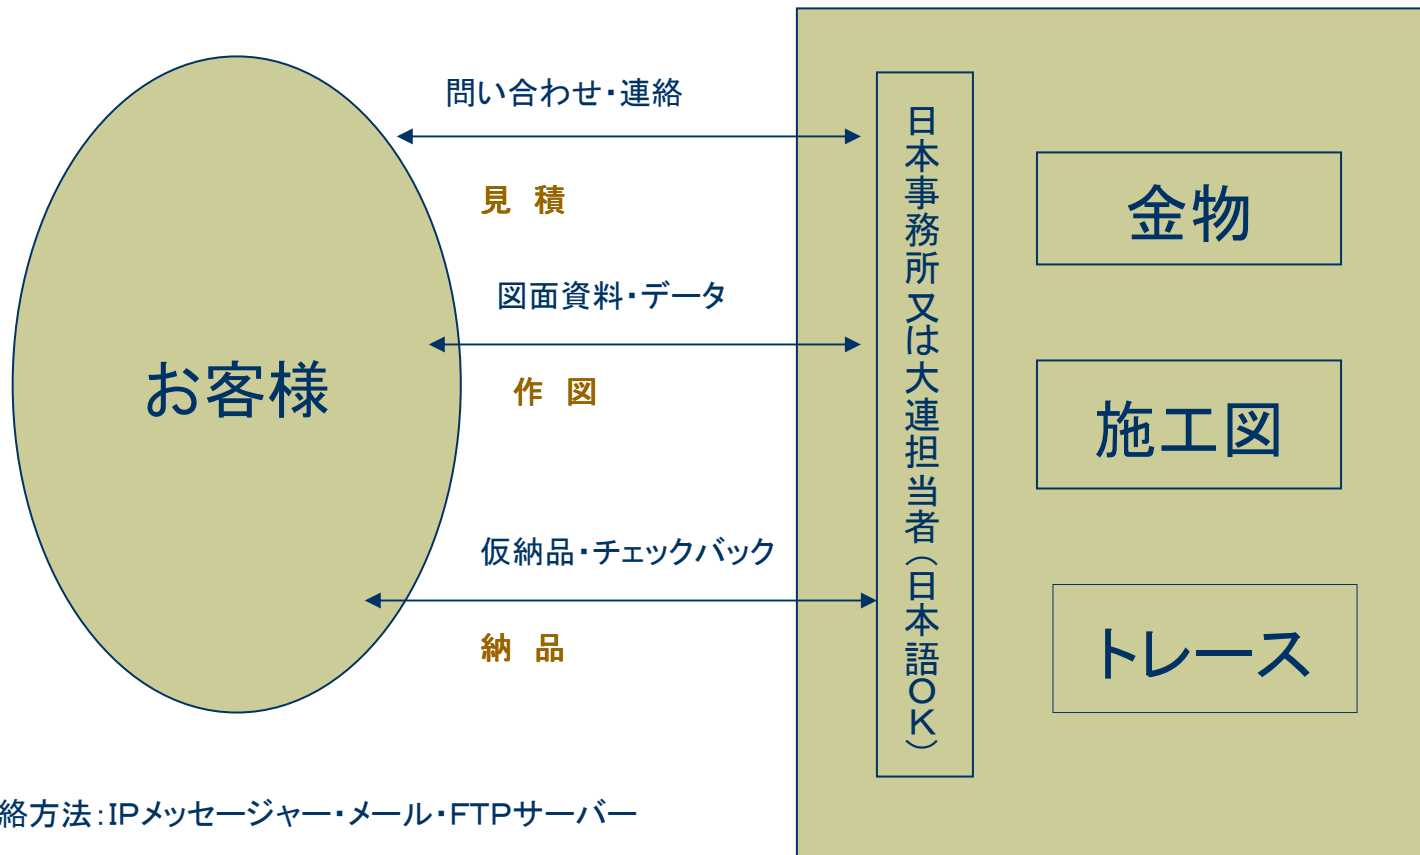 問い合わせ・連絡
見　積
図面資料・データ
作　図
仮納品・チェックバック
納　品
お客様
日本事務所又は大連担当者（日本語ＯＫ）
金物
施工図
トレース
絡方法：IPメッセージャー・メール・FTPサーバー